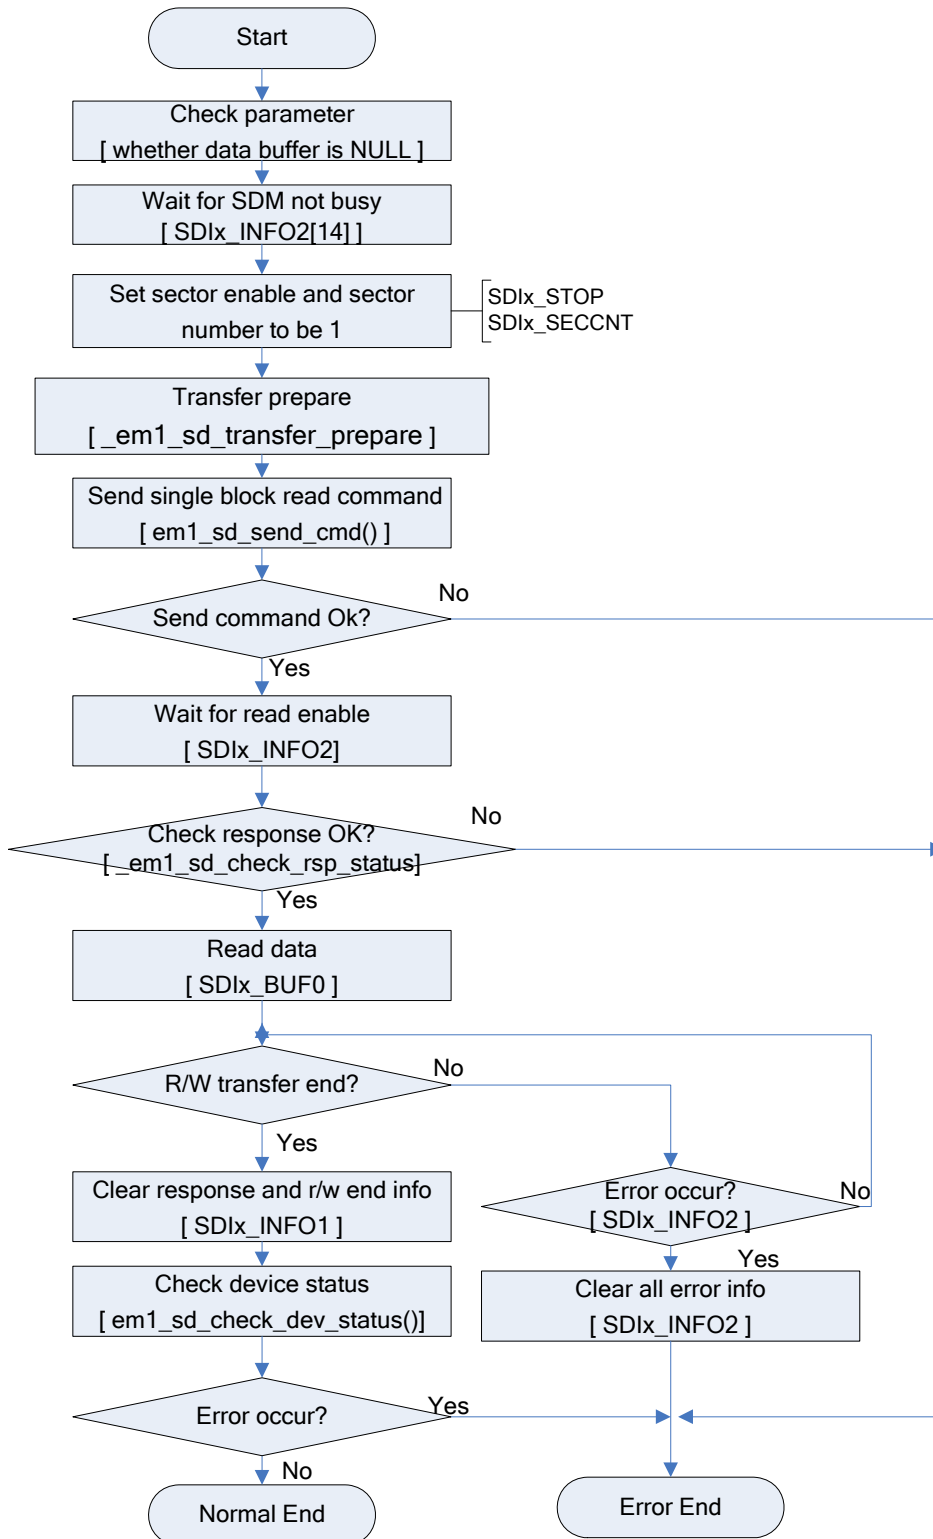 Start
Check parameter
[ whether data buffer is NULL ]
Wait for SDM not busy
[ SDIx_INFO2[14] ]
Set sector enable and sector
number to be 1
SDIx_STOP
SDIx_SECCNT
Transfer prepare
[ _em1_sd_transfer_prepare ]
Send single block read command
[ em1_sd_send_cmd() ]
Send command Ok?
No
Yes
Wait for read enable
[ SDIx_INFO2]
Check response OK?
[ _em1_sd_check_rsp_status]
No
Yes
Read data
[ SDIx_BUF0 ]
R/W transfer end?
No
Yes
Clear response and r/w end info
[ SDIx_INFO1 ]
Error occur?
[ SDIx_INFO2 ]
No
Yes
Check device status
[ em1_sd_check_dev_status()]
Clear all error info
[ SDIx_INFO2 ]
Error occur?
Yes
No
Normal End
Error End